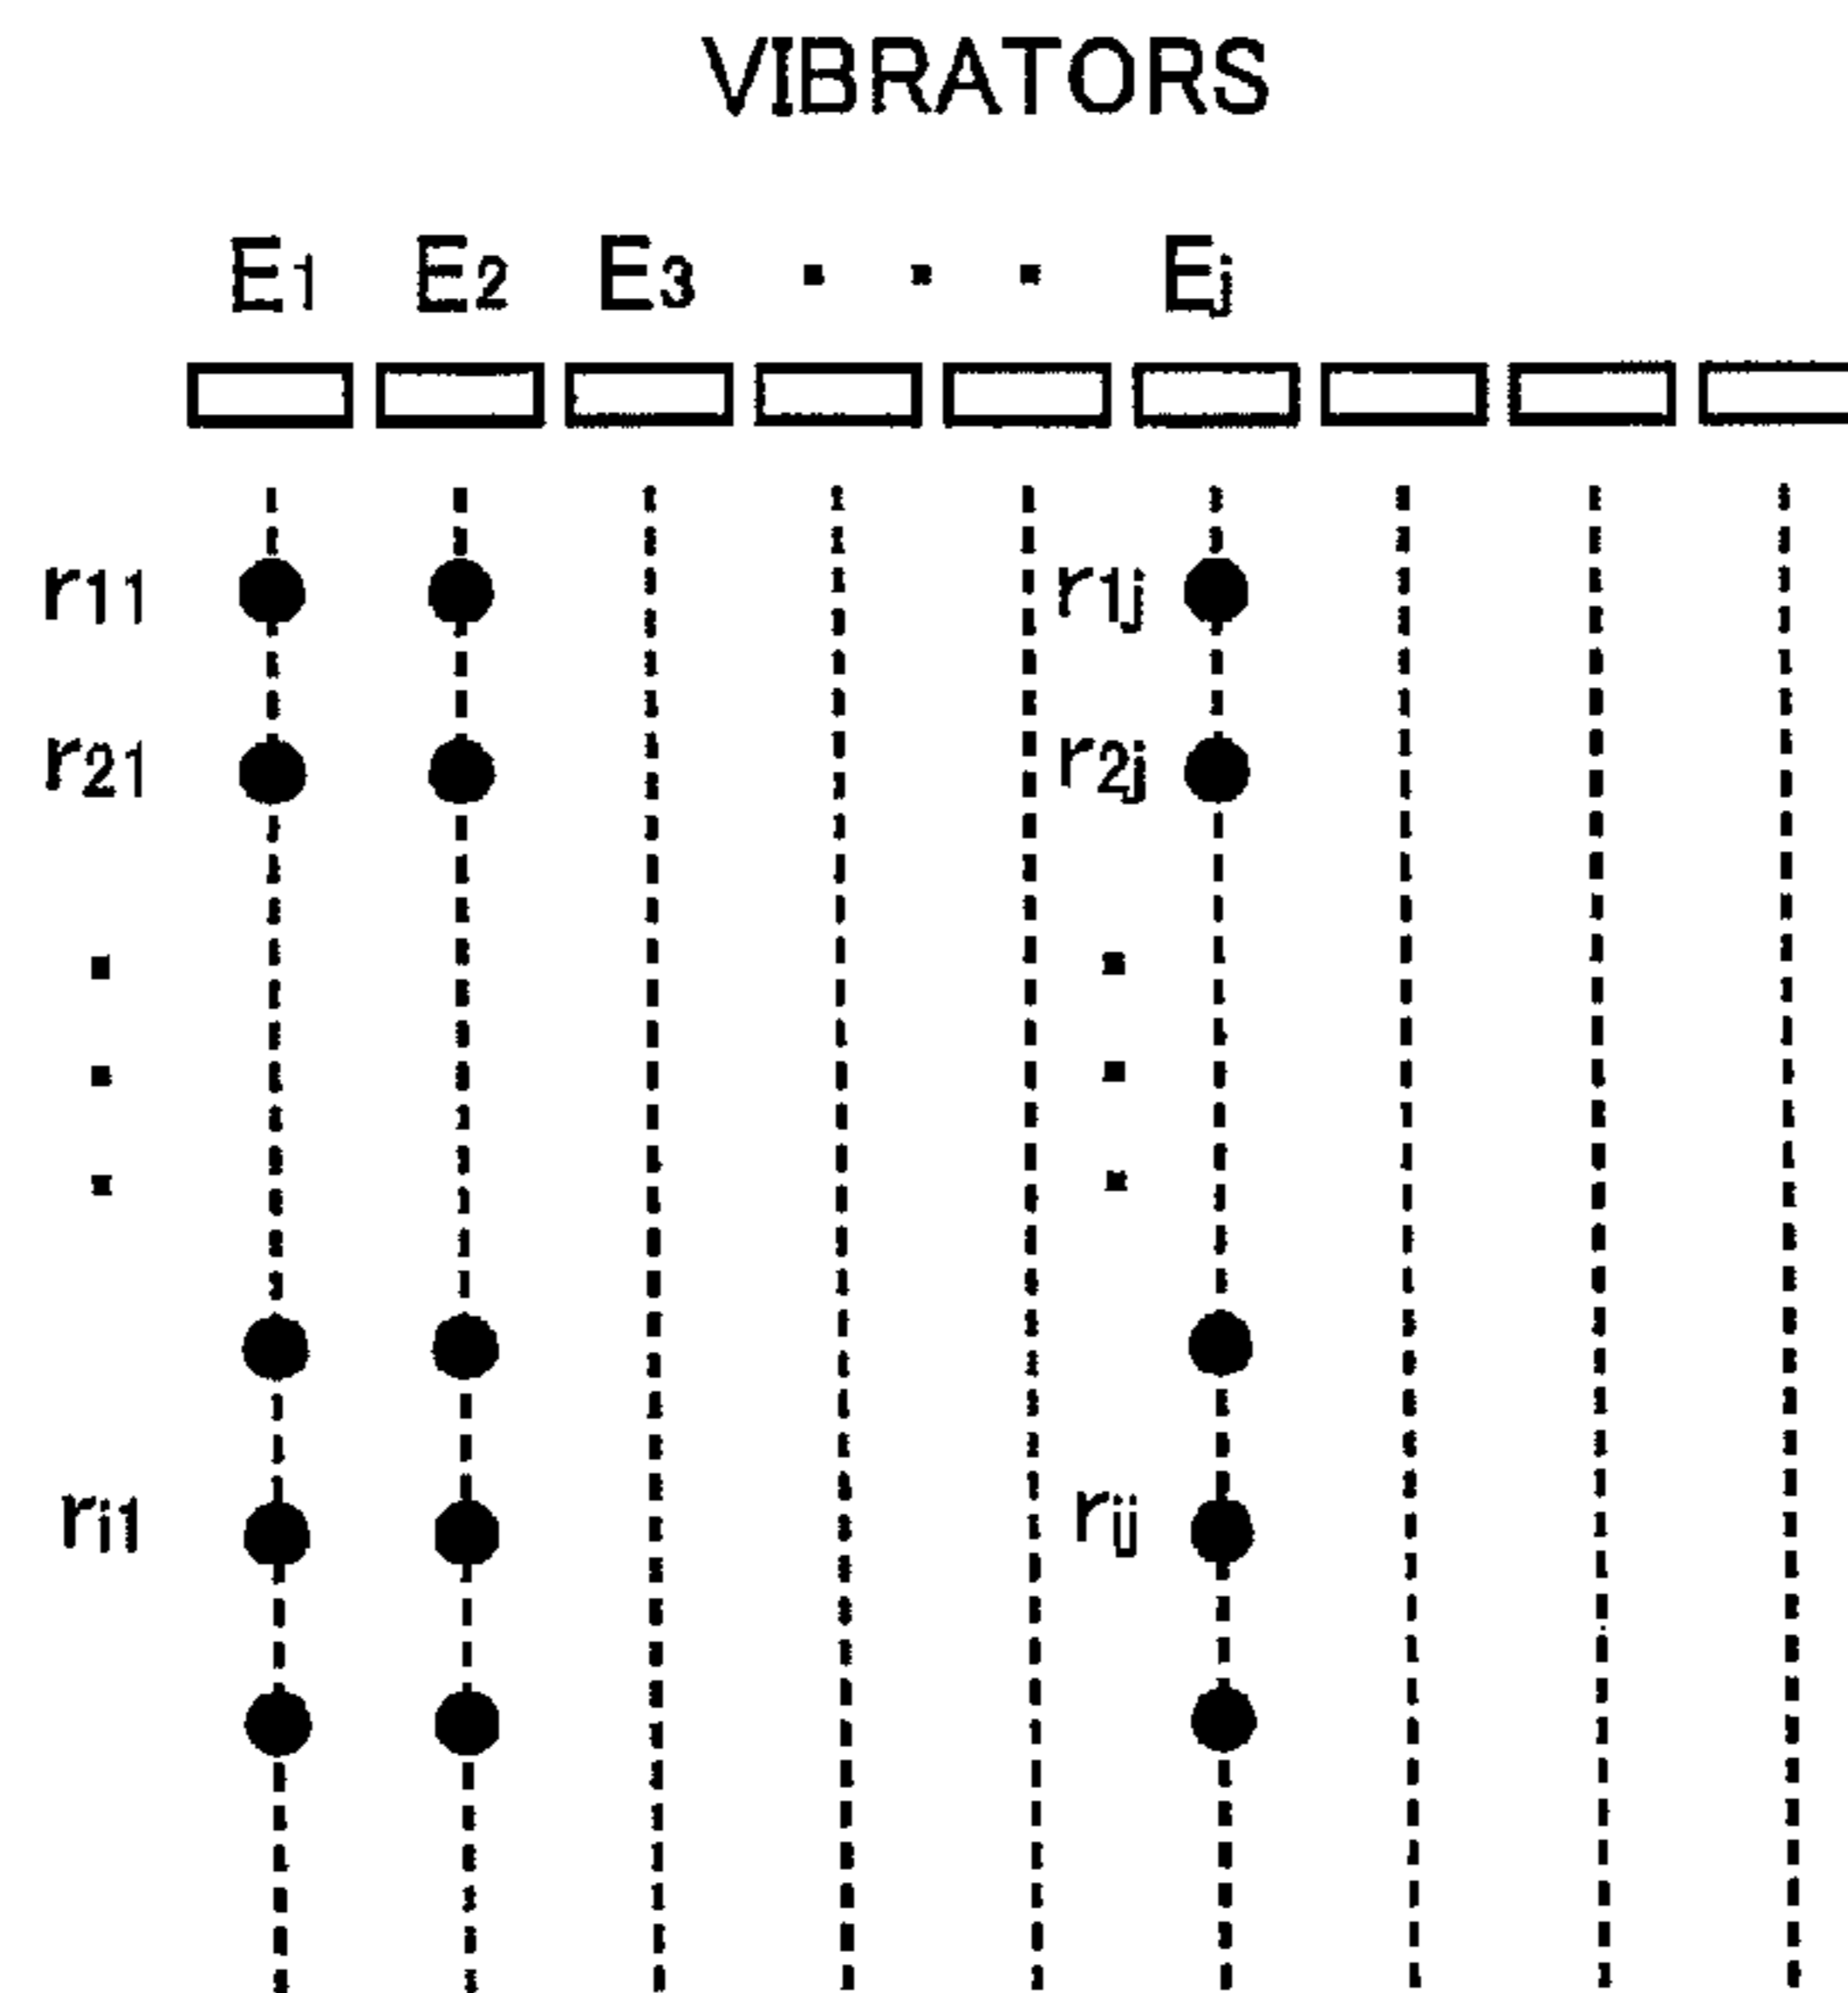 VIBRATORS
E1 E2 E3 . . . Ej
r11 r1j
r21 r2j
ri1 rij